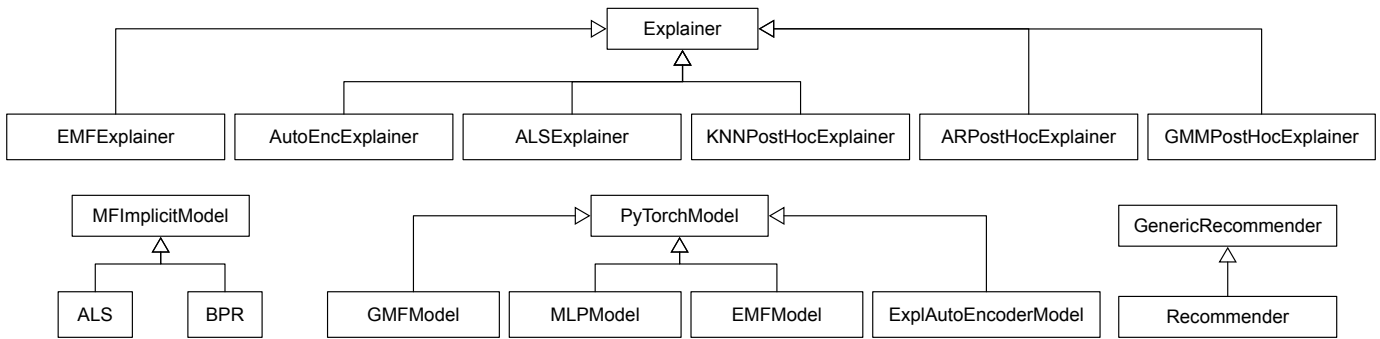 Explainer
EMFExplainer
AutoEncExplainer
ALSExplainer
KNNPostHocExplainer
ARPostHocExplainer
GMMPostHocExplainer
MFImplicitModel
PyTorchModel
GenericRecommender
ALS
BPR
GMFModel
MLPModel
EMFModel
ExplAutoEncoderModel
Recommender